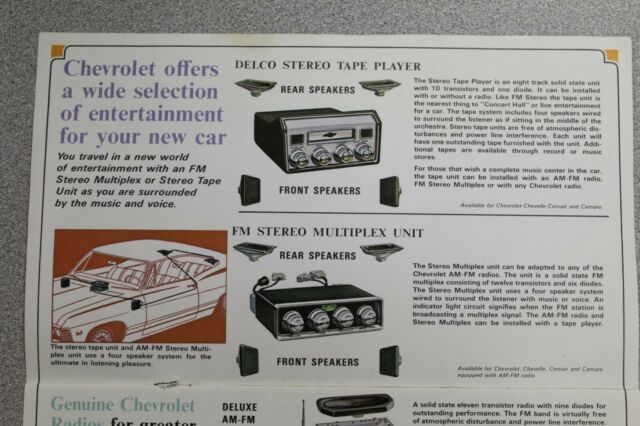 Chevrolet offers
a wide selection
of entertainment
for your new car
You travel in a new world
of entertainment with an FM
Stereo Multiplex or Stereo Tape
Unit as you are surrounded
by the music and voice.
The stereo tape unit and AM-FM Stereo Multi-
plex unit use a four speaker system for the
ultimate in listening pleasure.
DELCO STEREO TAPE PLAYER
REAR SPEAKERS
FRONT SPEAKERS
The Stereo Tape Player is an eight track solid state unit
with 10 transistors and one diode. It can be installed
with or without a radio. Like FM Stereo the tape unit is
the nearest thing to "Concert Hall" or live entertainment
for a car. The tape system includes four speakers wired
to surround the listener as if sitting in the middle of the
orchestra. Stereo tape units are free of atmospheric dis-
turbances and power line interference. Each unit will
have one outstanding tape furnished with the unit. Addi-
tional tapes are available through record or music
stores.
For those that wish a complete music center in the car,
the tape unit can be installed with an AM-FM radio,
FM Stereo Multiplex or with any Chevrolet radio.
Available for Chevrolet-Chevelle-Corvair and Camaro.
FM STEREO MULTIPLEX UNIT
REAR SPEAKERS
FRONT SPEAKERS
The Stereo Multiplex unit can be adapted to any of the
Chevrolet AM-FM radios. The unit is a solid state FM
multiplex consisting of twelve transistors and six diodes.
The Stereo Multiplex unit uses a four speaker system
wired to surround the listener with music or voice. An
indicator light circuit signifies when the FM station is
broadcasting a multiplex signal. The AM-FM radio and
Stereo Multiplex can be installed with a tape player.
Available for Chevrolet, Chevelle, Corvair and Camaro
equipped with AM-FM radio.
Genuine Chevrolet
Radios for greater
DELUXE
AM-FM
A solid state eleven transistor radio with nine diodes for
outstanding performance. The FM band is virtually free
of atmospheric disturbance and power line interference.